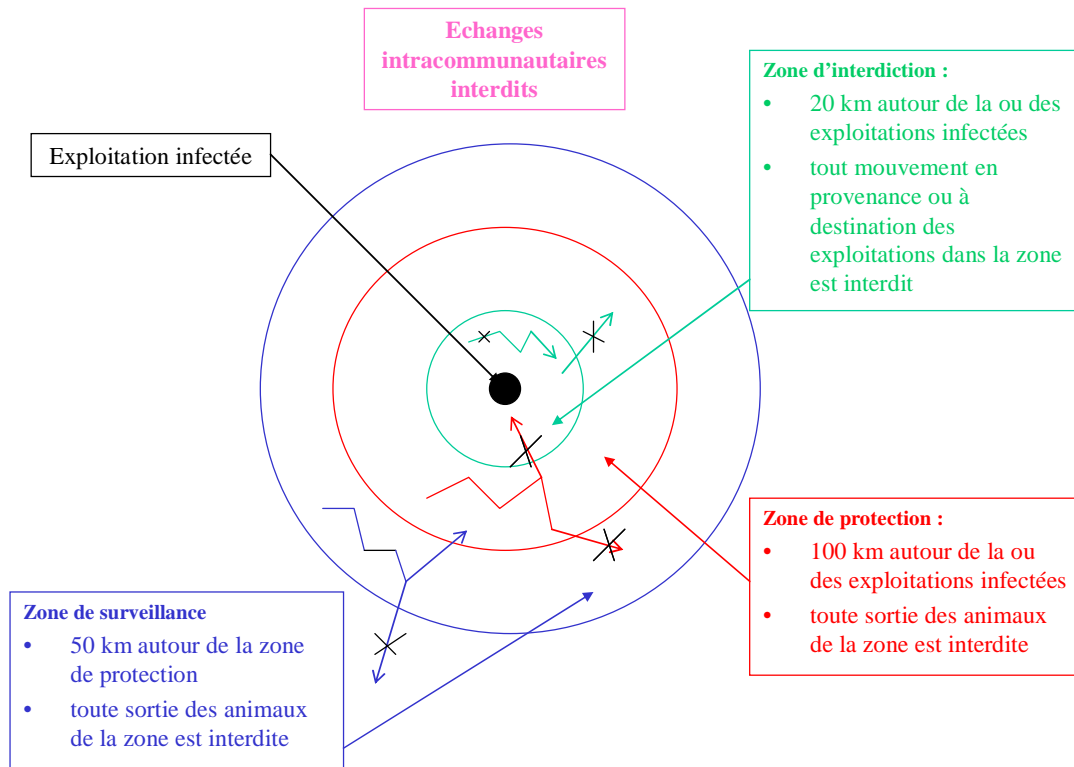 Echanges
intracommunautaires
interdits
Exploitation infectée
Zone d’interdiction :
• 20 km autour de la ou des
exploitations infectées
• tout mouvement en
provenance ou à
destination des
exploitations dans la zone
est interdit
Zone de protection :
• 100 km autour de la ou
des exploitations infectées
• toute sortie des animaux
de la zone est interdite
Zone de surveillance
• 50 km autour de la zone
de protection
• toute sortie des animaux
de la zone est interdite